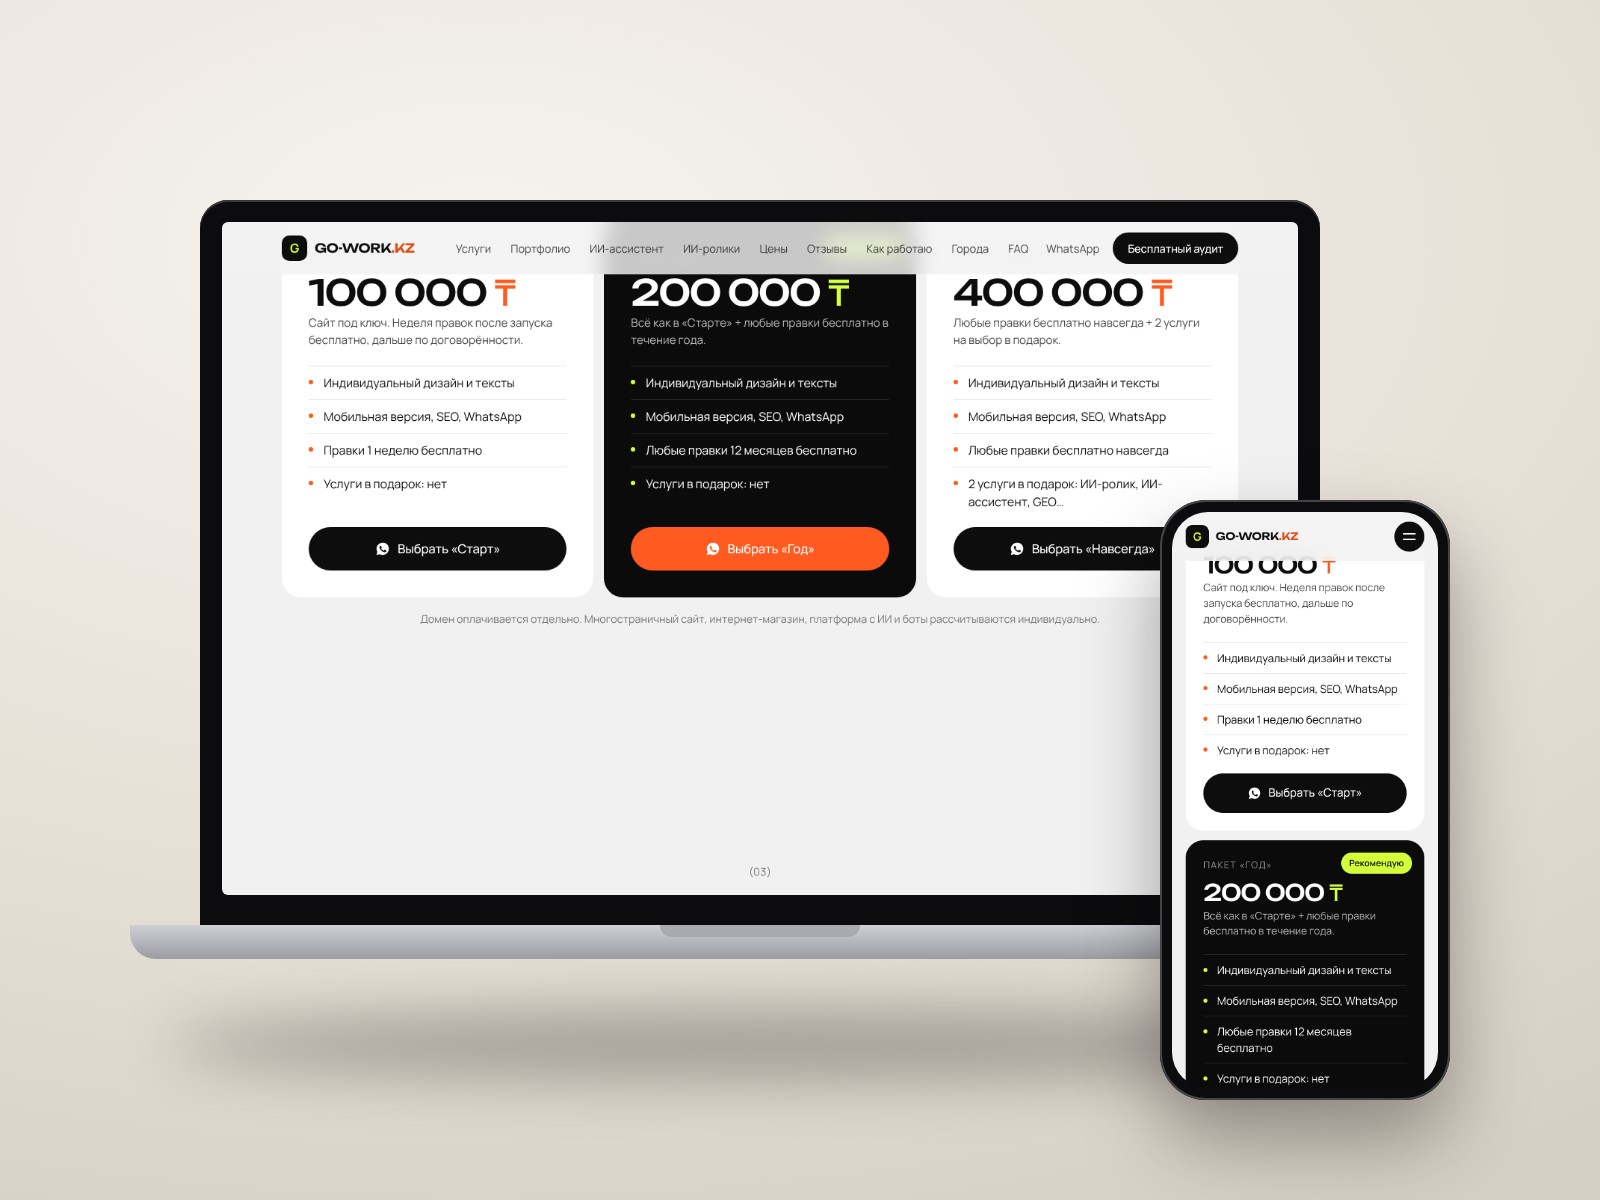 G GO-WORK.KZ Услуги Портфолио ИИ-ассистент ИИ-ролики Цены Отзывы Как работаю Города FAQ WhatsApp Бесплатный аудит
100 000 ₸
Сайт под ключ. Неделя правок после запуска
бесплатно, дальше по договорённости.
Индивидуальный дизайн и тексты
Мобильная версия, SEO, WhatsApp
Правки 1 неделю бесплатно
Услуги в подарок: нет
Выбрать «Старт»
200 000 ₸
Всё как в «Старте» + любые правки бесплатно в
течение года.
Индивидуальный дизайн и тексты
Мобильная версия, SEO, WhatsApp
Любые правки 12 месяцев бесплатно
Услуги в подарок: нет
Выбрать «Год»
400 000 ₸
Любые правки бесплатно навсегда + 2 услуги
на выбор в подарок.
Индивидуальный дизайн и тексты
Мобильная версия, SEO, WhatsApp
Любые правки бесплатно навсегда
2 услуги в подарок: ИИ-ролик, ИИ-
ассистент, GEO...
Выбрать «Навсегда»
Домен оплачивается отдельно. Многостраничный сайт, интернет-магазин, платформа с ИИ и боты рассчитываются индивидуально.
(03)
G GO-WORK.KZ
100 000 ₸
Сайт под ключ. Неделя правок после
запуска бесплатно, дальше по
договорённости.
Индивидуальный дизайн и тексты
Мобильная версия, SEO, WhatsApp
Правки 1 неделю бесплатно
Услуги в подарок: нет
Выбрать «Старт»
ПАКЕТ «ГОД» Рекомендую
200 000 ₸
Всё как в «Старте» + любые правки
бесплатно в течение года.
Индивидуальный дизайн и тексты
Мобильная версия, SEO, WhatsApp
Любые правки 12 месяцев
бесплатно
Услуги в подарок: нет